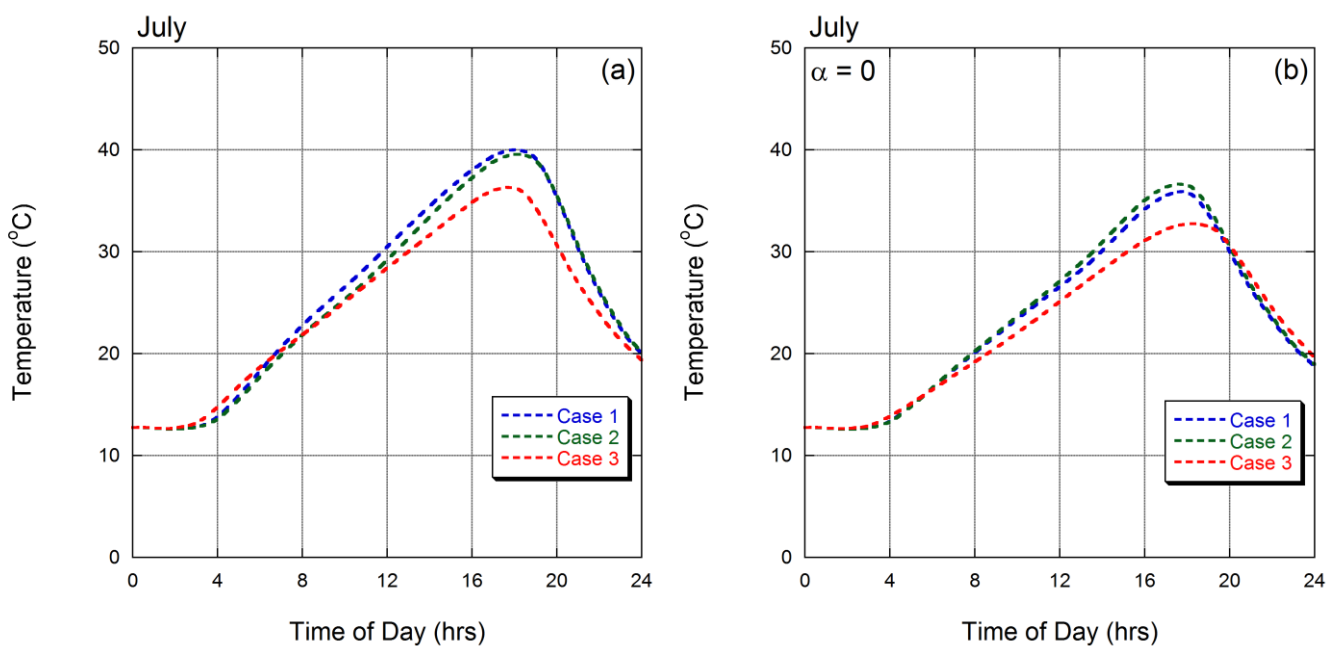 July
(a)
50
40
30
20
10
0
Temperature (°C)
Case 1
Case 2
Case 3
0 4 8 12 16 20 24
Time of Day (hrs)
July
α = 0
(b)
50
40
30
20
10
0
Temperature (°C)
Case 1
Case 2
Case 3
0 4 8 12 16 20 24
Time of Day (hrs)